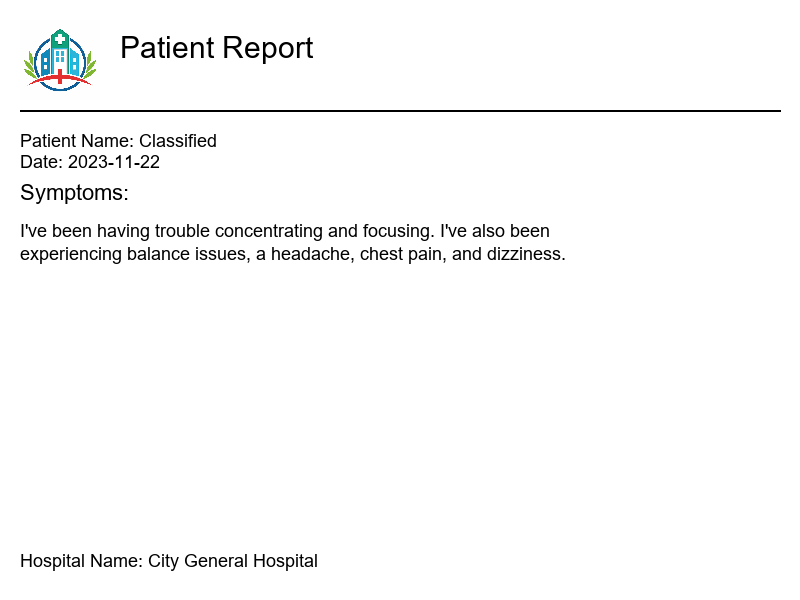 Patient Report
Patient Name: Classified
Date: 2023-11-22
Symptoms:
I've been having trouble concentrating and focusing. I've also been
experiencing balance issues, a headache, chest pain, and dizziness.
Hospital Name: City General Hospital